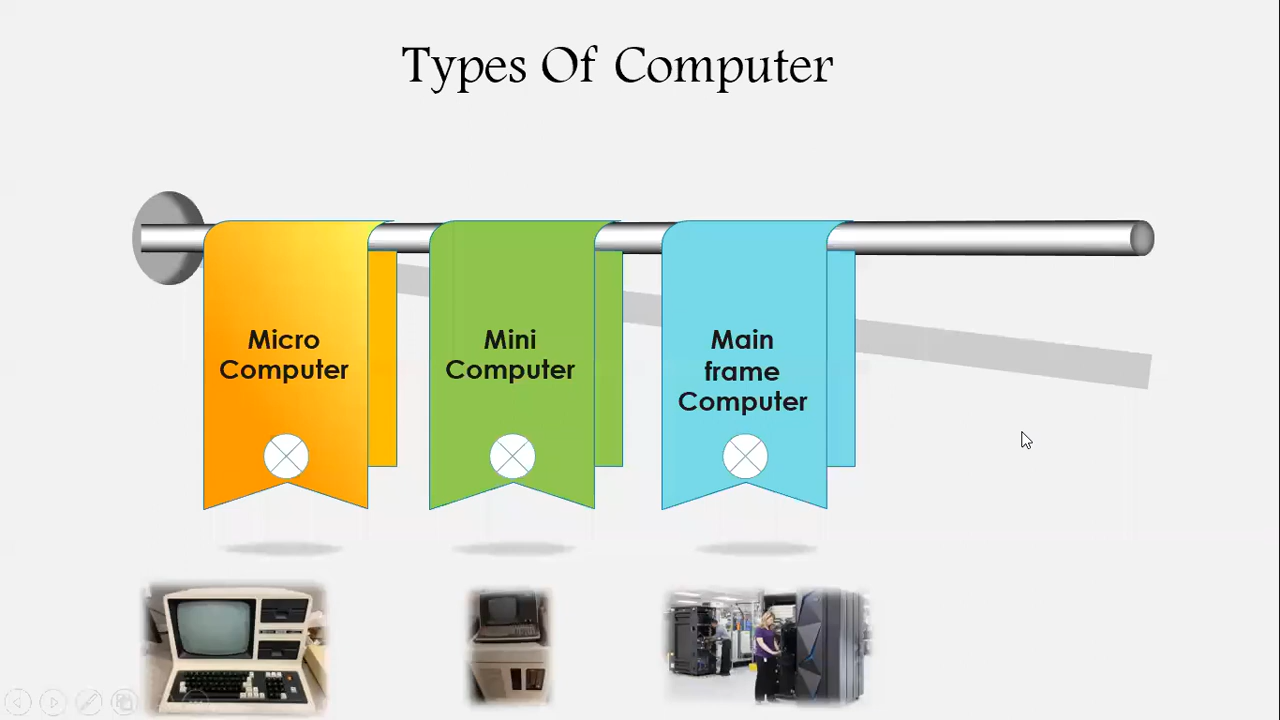 Types Of Computer
Micro
Computer
Mini
Computer
Main
frame
Computer